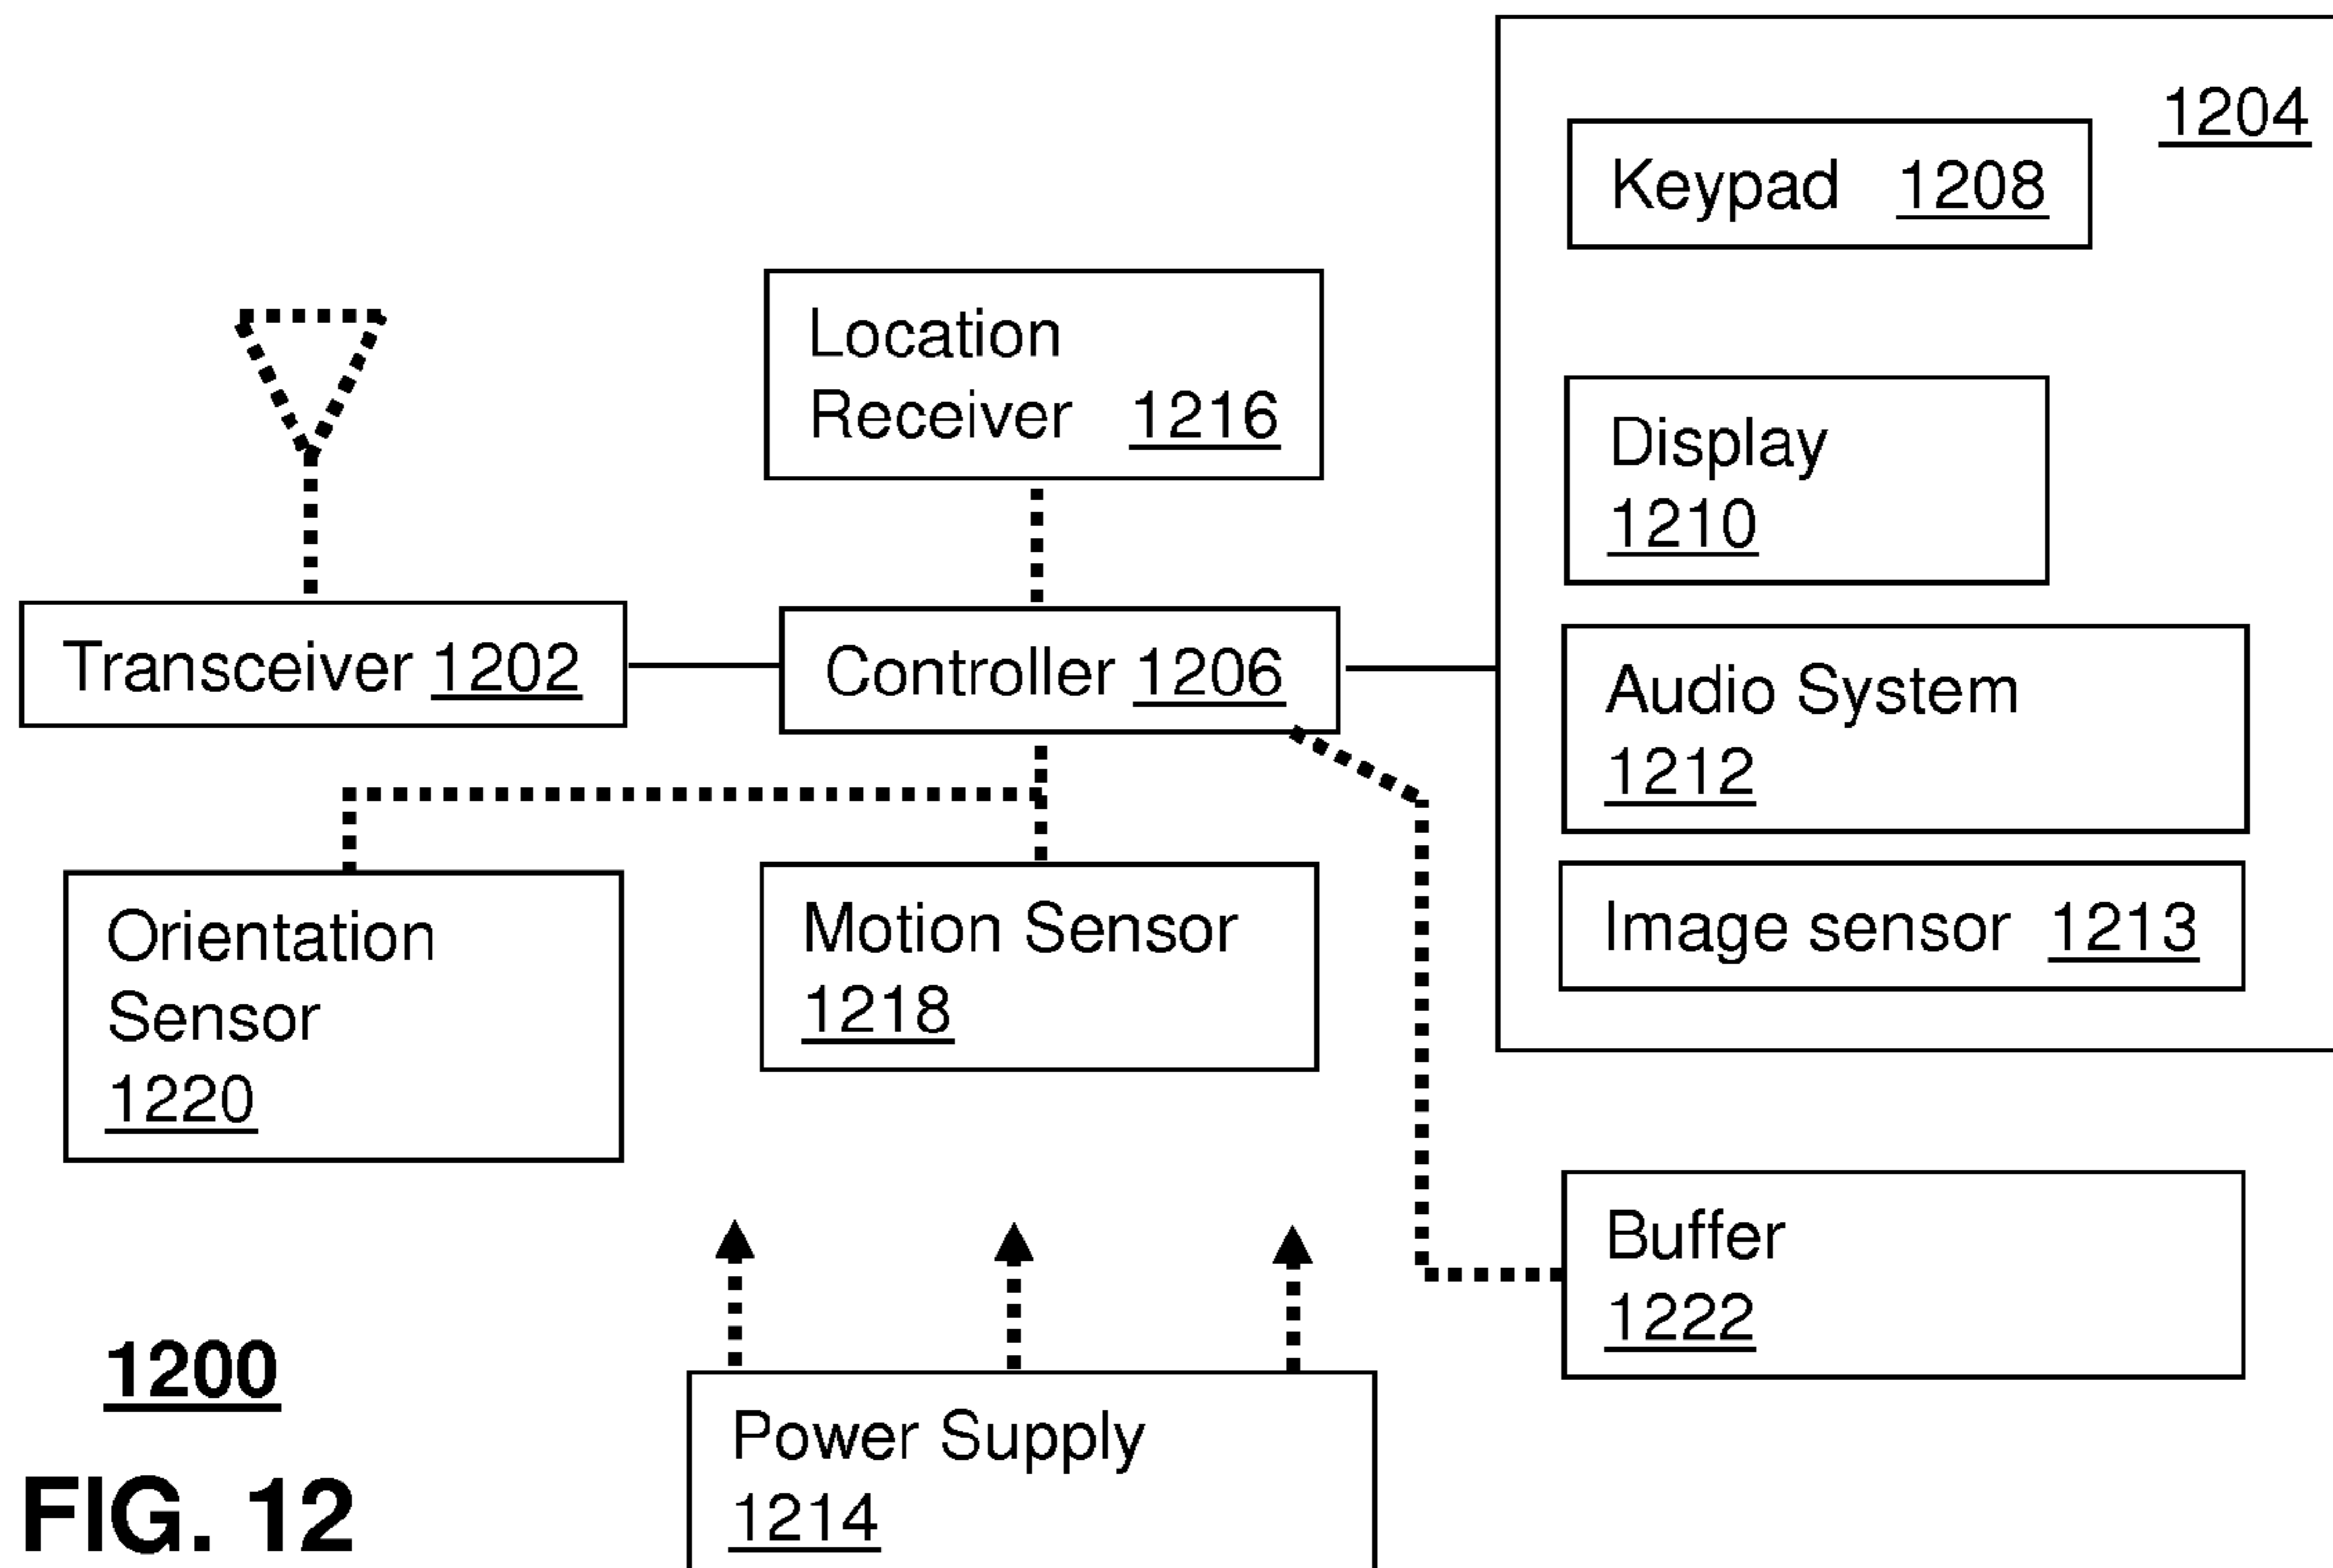 1204
Keypad 1208
Location
Receiver 1216
Display
1210
Transceiver 1202
Controller 1206
Audio System
1212
Image sensor 1213
Orientation
Sensor
1220
Motion Sensor
1218
Buffer
1222
Power Supply
1214
1200
FIG. 12